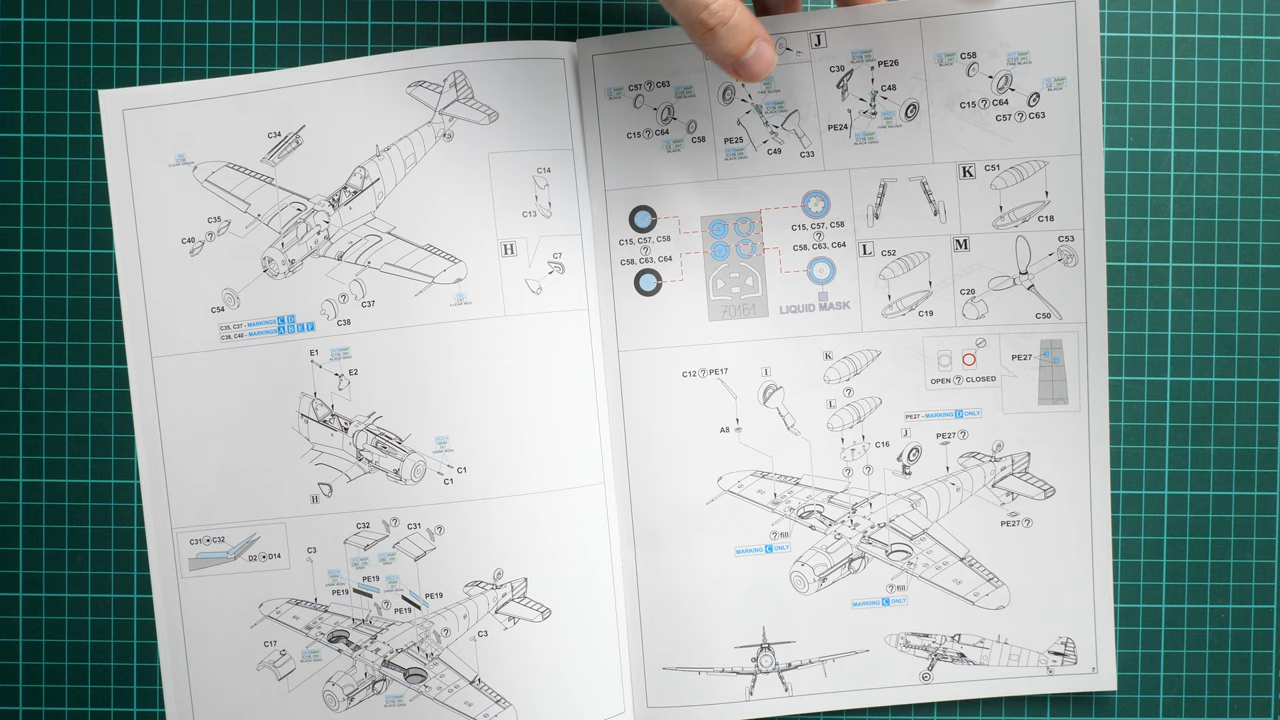 C34
C14
C13
C35
C40
?
H
C7
C54
?
C37
C38
C35, C37 - MARKINGS C D
C38, C40 - MARKINGS A B E F
E1
E2
H
C1
C1
C31 C32
D2 D14
C32 ?
C31 ?
C3
PE19
PE19
PE19
PE19
?
?
C3
C17
J
C57 ? C63
C15 ? C64
C58
PE25
C49
C33
C30
PE26
C48
PE24
C58
C15 ? C64
C57 ? C63
C15, C57, C58
?
C58, C63, C64
C15, C57, C58
?
C58, C63, C64
70161
LIQUID MASK
K
C51
C18
L
C52
C19
M
C53
C20
C50
C12 ? PE17
A8
I
K
?
L
C16
?
?
J
OPEN ? CLOSED
PE27
PE27 - MARKING D ONLY
PE27 ?
PE27 ?
? fill
MARKING C ONLY
? fill
MARKING C ONLY
7